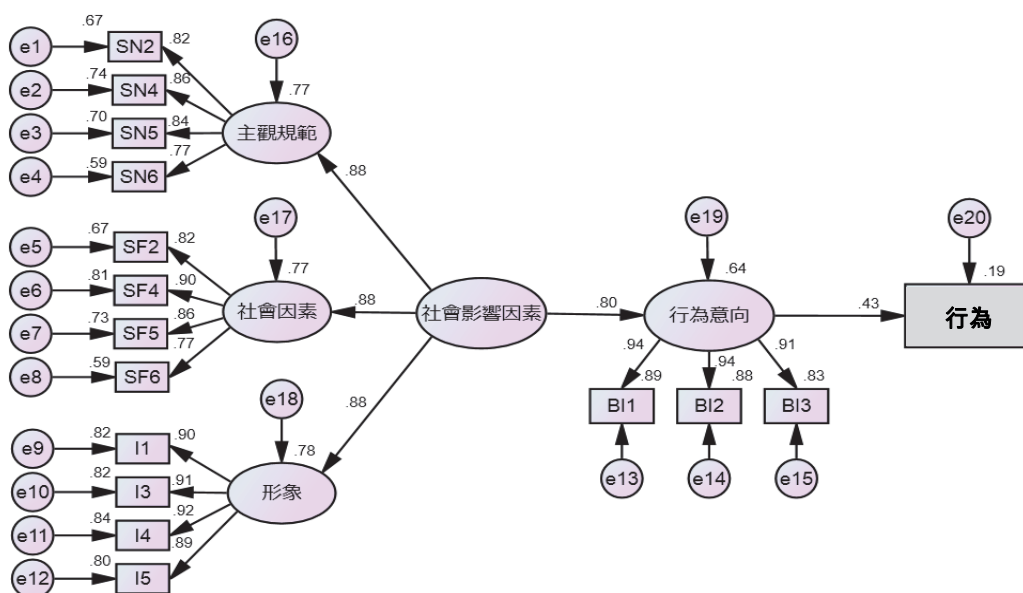 .67
e1
SN2
.82
e16
.74
e2
SN4
.86
.77
.70
e3
SN5
.84
主觀規範
.59
e4
SN6
.77
.88
e17
e19
e20
.67
e5
SF2
.82
.77
.64
.19
.81
e6
SF4
.90
社會因素
.88
社會影響因素
.80
行為意向
.43
行為
.73
e7
SF5
.86
.59
e8
SF6
.77
.94
.94
.91
.89
.88
.83
BI1
BI2
BI3
e13
e14
e15
.88
e18
.82
e9
I1
.90
.78
.82
e10
I3
.91
形象
.84
e11
I4
.92
.80
e12
I5
.89